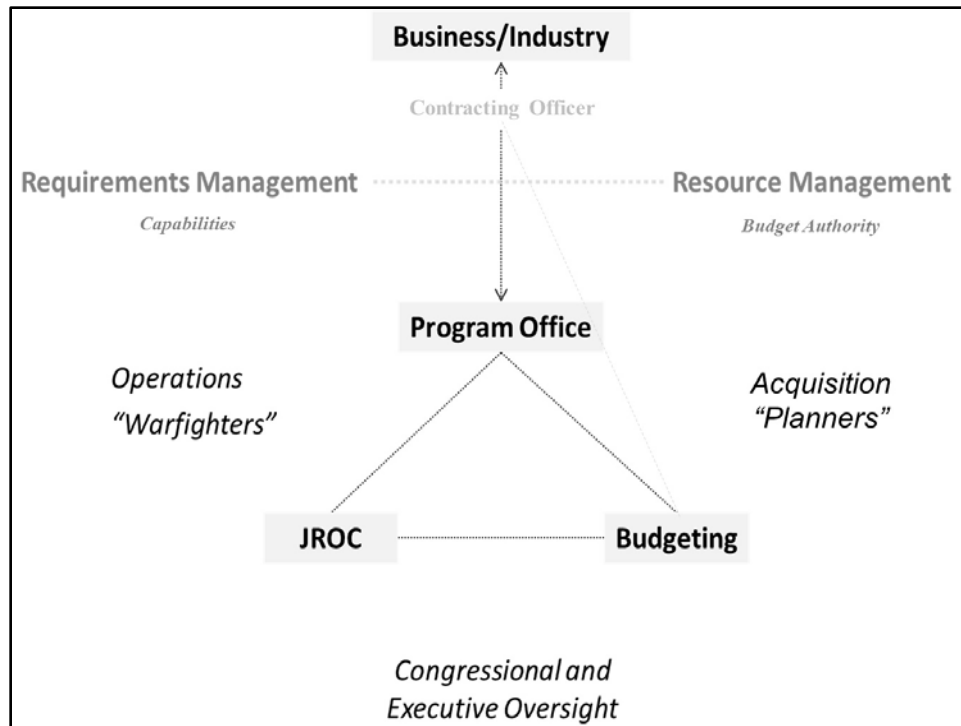 Business/Industry
Contracting Officer
Requirements Management
Resource Management
Capabilities
Budget Authority
Program Office
Operations
“Warfighters”
Acquisition
“Planners”
JROC
Budgeting
Congressional and
Executive Oversight